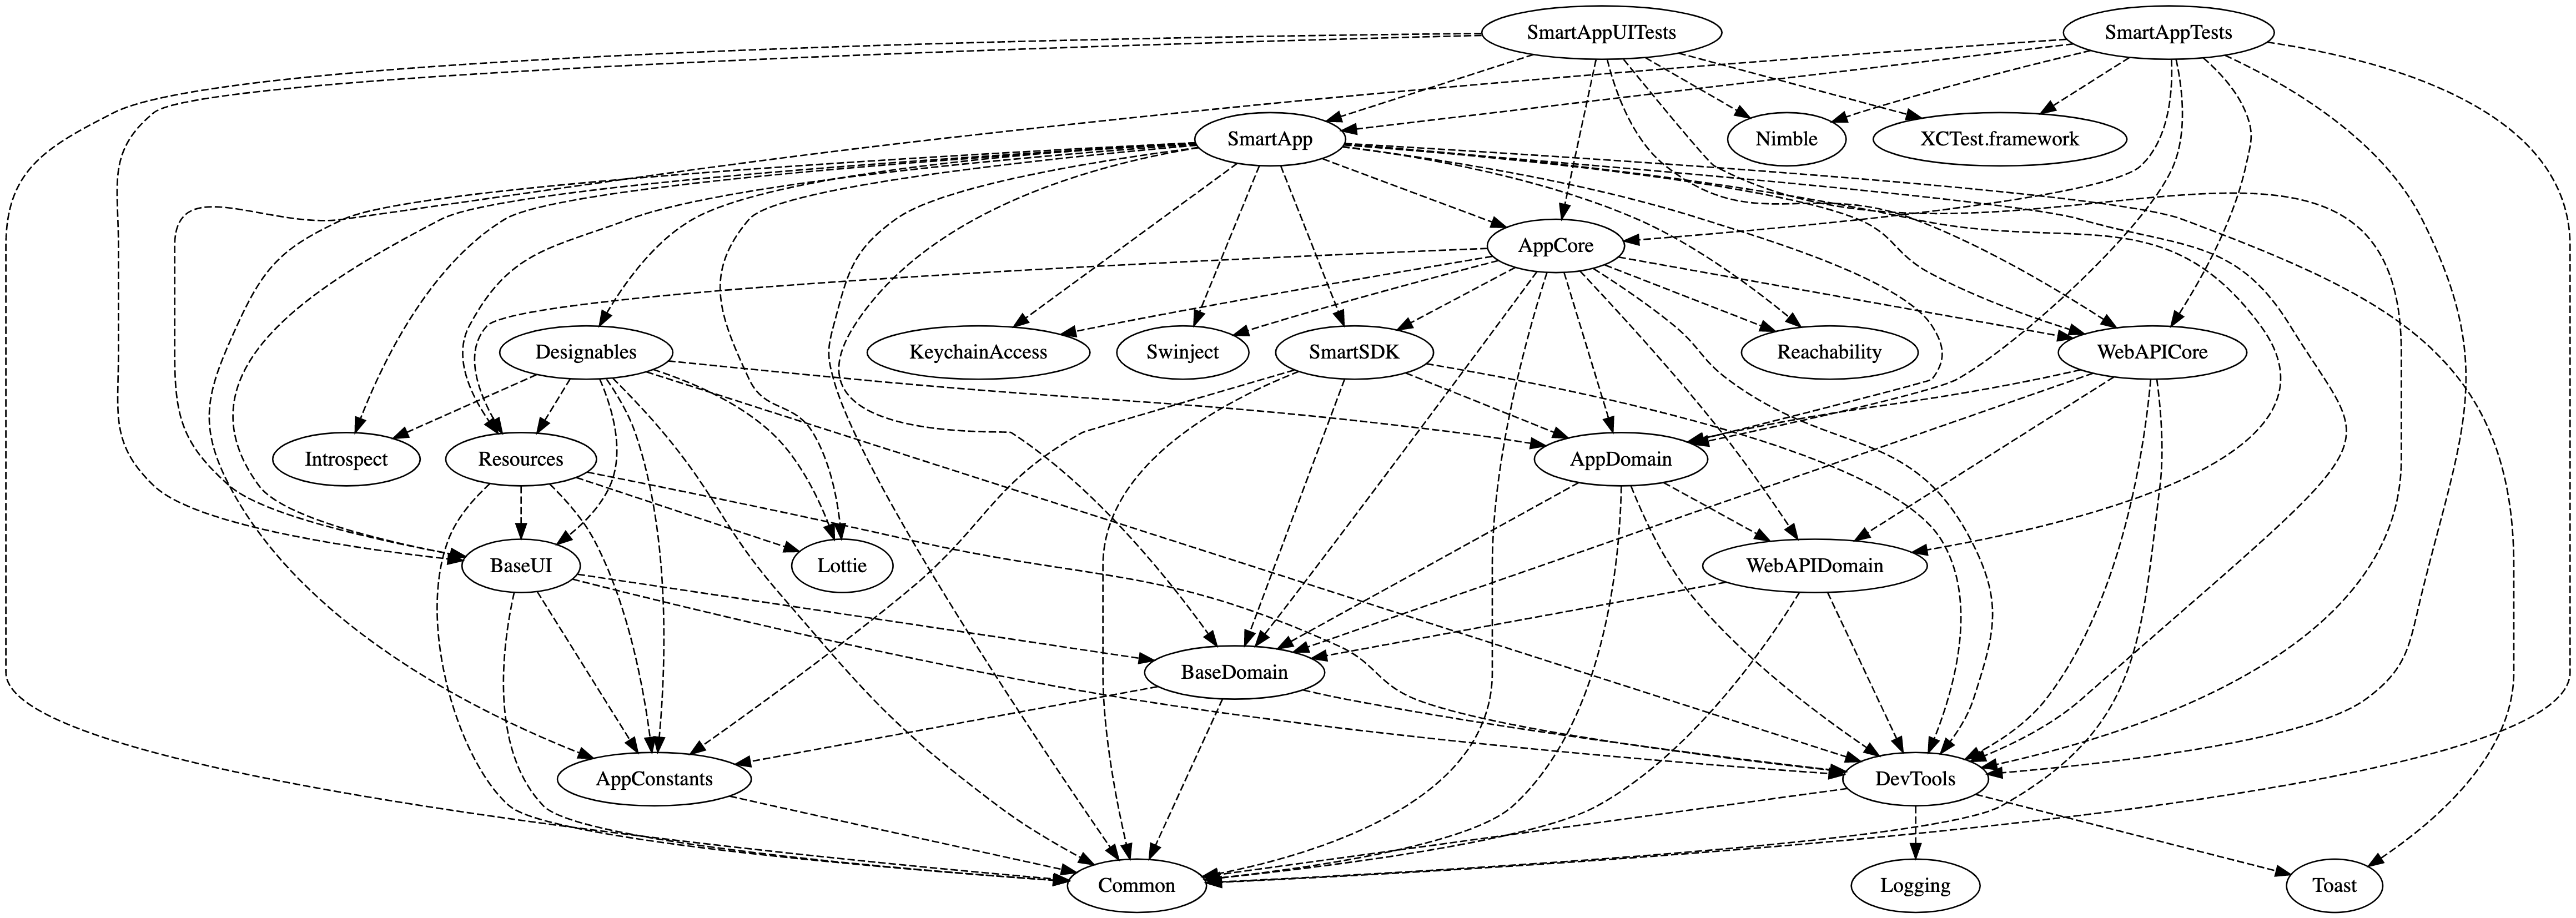 SmartAppUITests
SmartAppTests
SmartApp
Nimble
XCTest.framework
AppCore
Designables
KeychainAccess
Swinject
SmartSDK
Reachability
WebAPICore
Introspect
Resources
AppDomain
BaseUI
Lottie
WebAPIDomain
BaseDomain
AppConstants
DevTools
Common
Logging
Toast